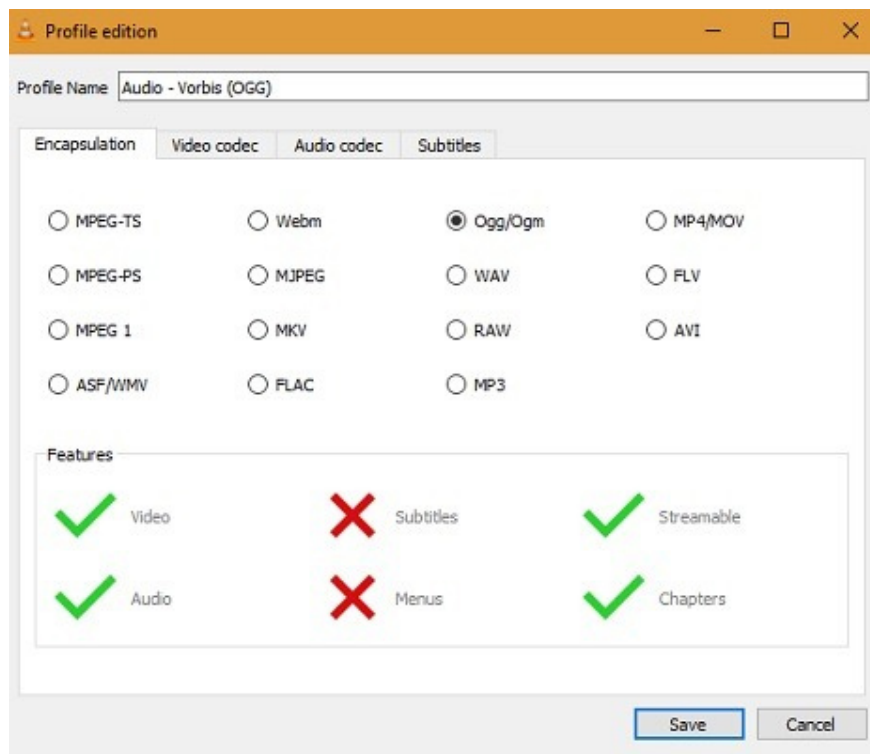 Profile edition
Profile Name Audio - Vorbis (OGG)
Encapsulation Video codec Audio codec Subtitles
MPEG-TS Webm Ogg/Ogm MP4/MOV
MPEG-PS MJPEG WAV FLV
MPEG 1 MKV RAW AVI
ASF/WMV FLAC MP3
Features
Video Subtitles Streamable
Audio Menus Chapters
Save Cancel